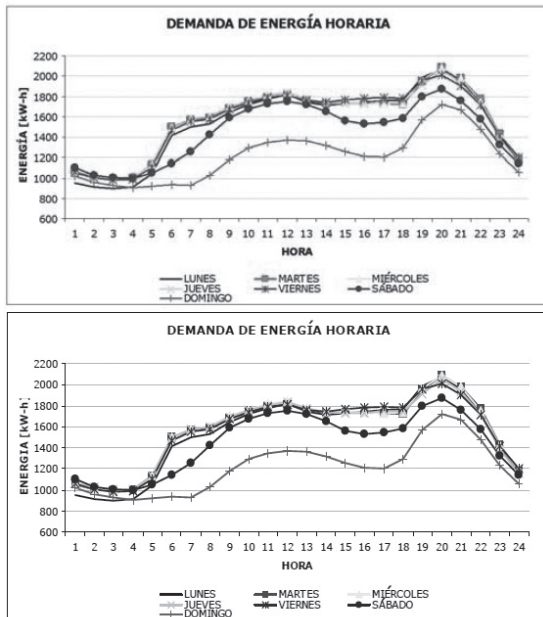 DEMANDA DE ENERGÍA HORARIA
ENERGÍA [kW-h]
2200
2000
1800
1600
1400
1200
1000
800
600
1 2 3 4 5 6 7 8 9 10 11 12 13 14 15 16 17 18 19 20 21 22 23 24
HORA
LUNES MARTES MIÉRCOLES
JUEVES VIERNES SÁBADO
DOMINGO
DEMANDA DE ENERGÍA HORARIA
ENERGIA [kW-h]
2200
2000
1800
1600
1400
1200
1000
800
600
1 2 3 4 5 6 7 8 9 10 11 12 13 14 15 16 17 18 19 20 21 22 23 24
HORA
LUNES MARTES MIÉRCOLES
JUEVES VIERNES SÁBADO
DOMINGO